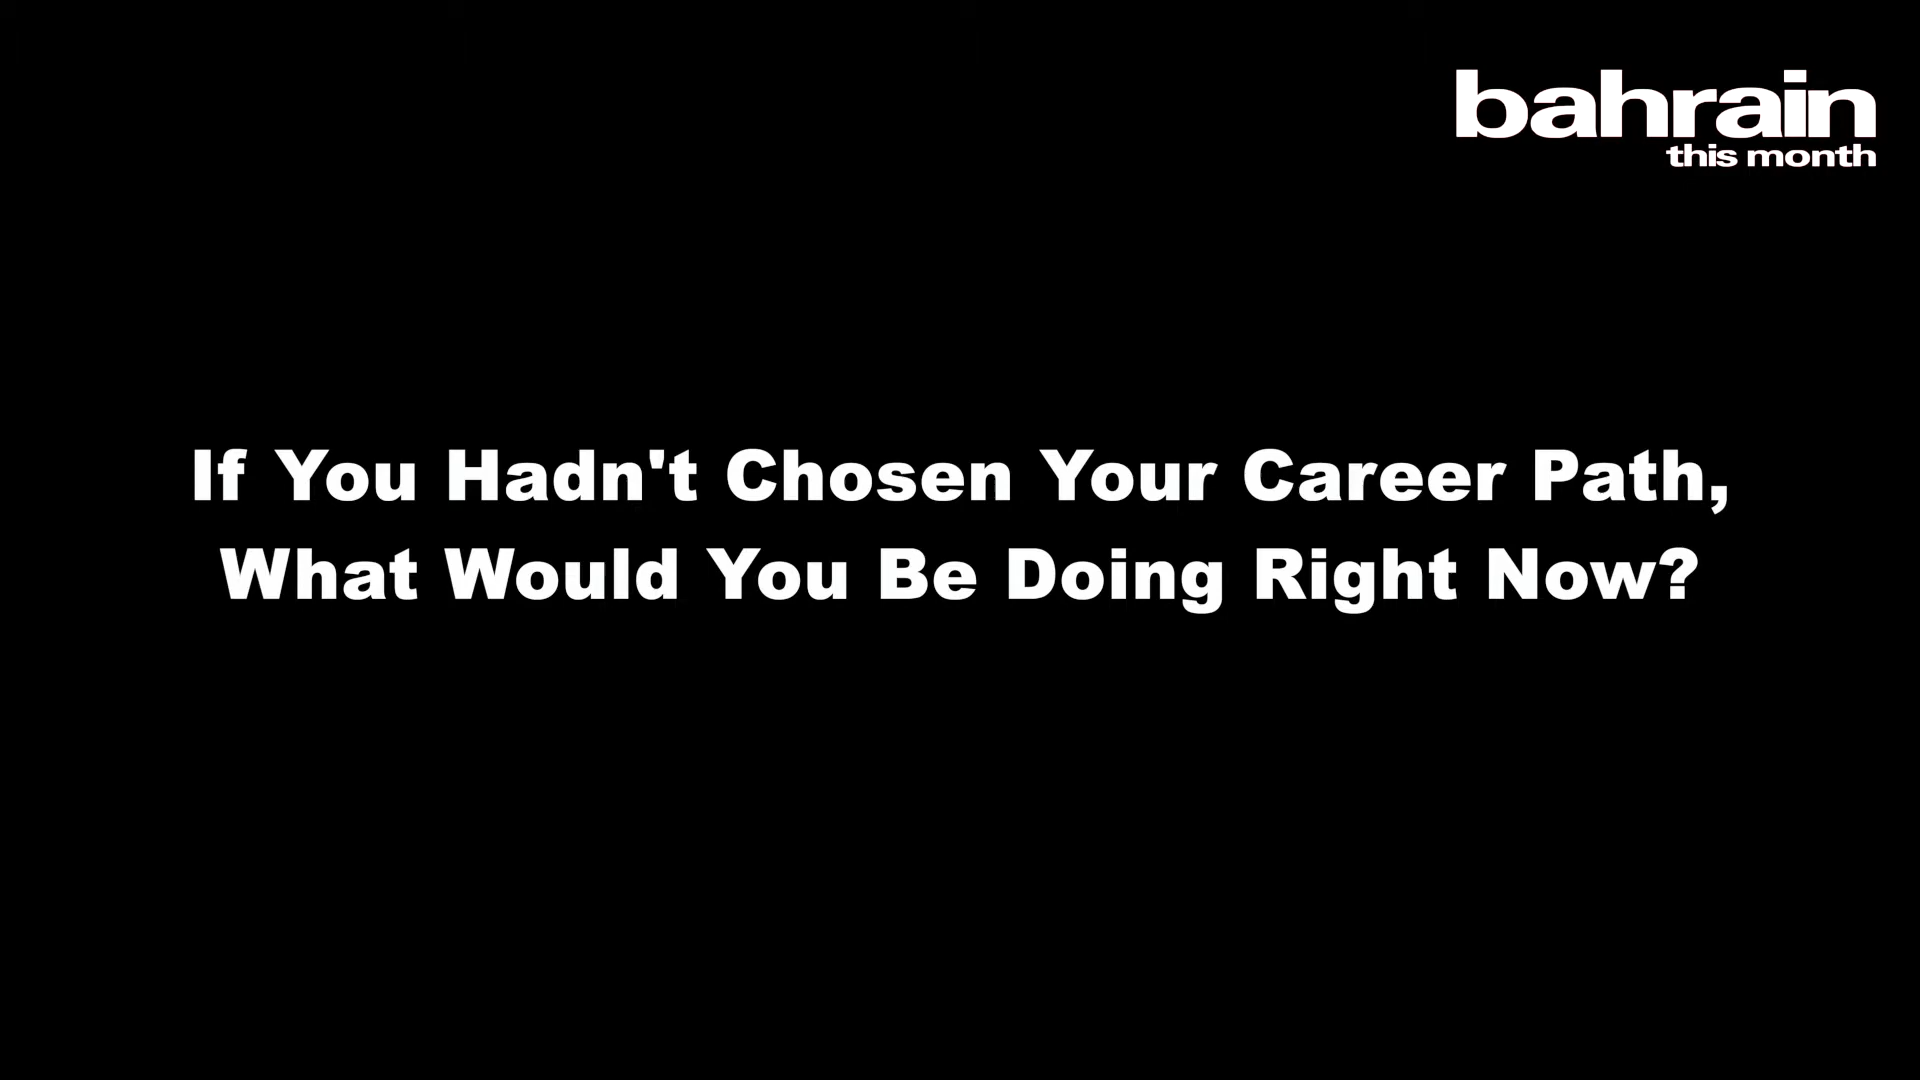 bahrain
this month
If You Hadn't Chosen Your Career Path,
What Would You Be Doing Right Now?